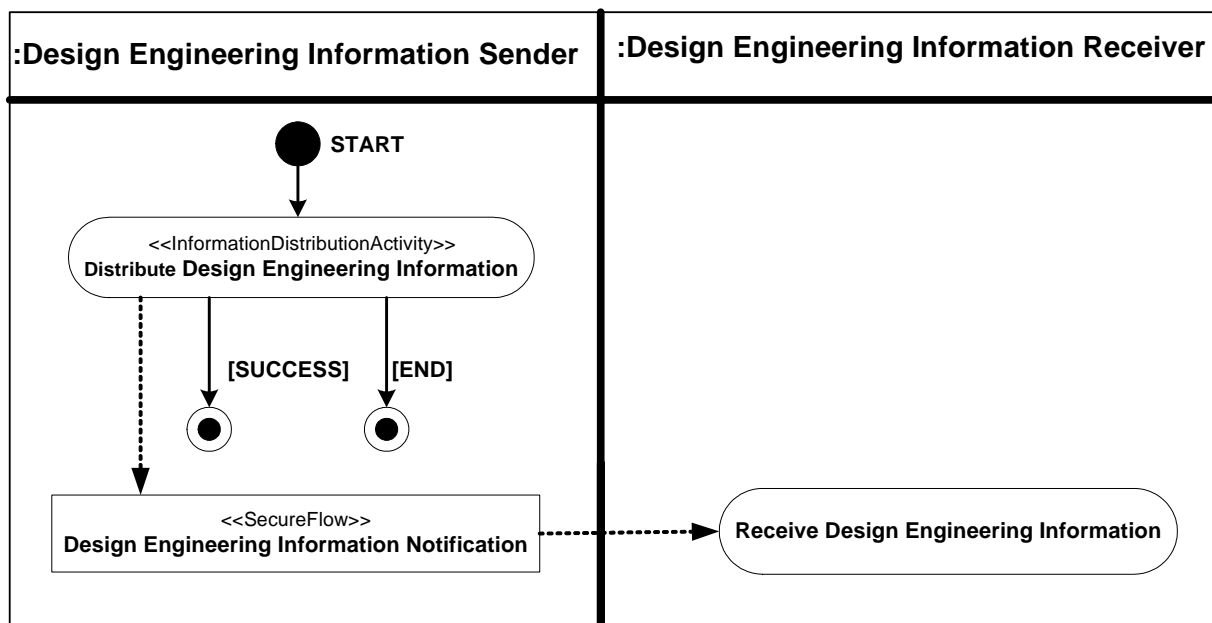 :Design Engineering Information Sender
:Design Engineering Information Receiver
START
<<InformationDistributionActivity>>
Distribute Design Engineering Information
[SUCCESS]
[END]
<<SecureFlow>>
Design Engineering Information Notification
Receive Design Engineering Information